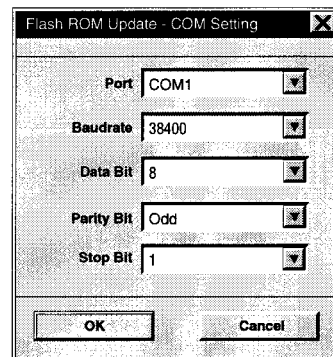 Flash ROM Update - COM Setting
Port COM1
Baudrate 38400
Data Bit 8
Parity Bit Odd
Stop Bit 1
OK Cancel